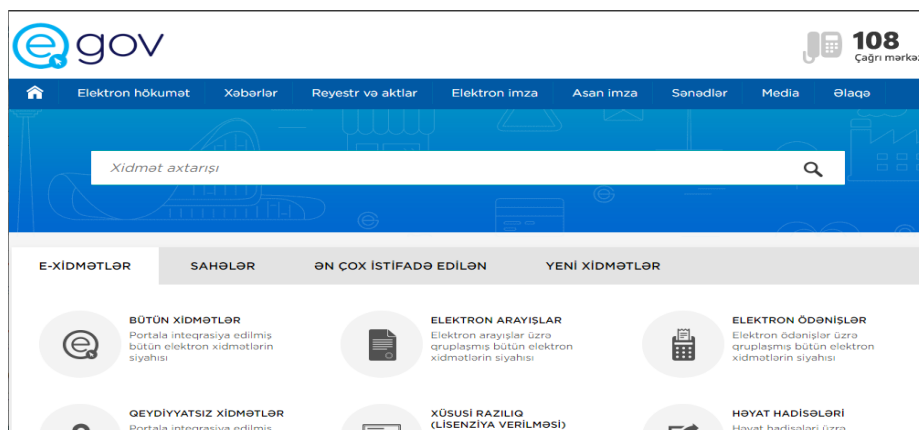 egov
108
Çağrı mərkəz
Elektron hökumət Xəbərlər Reyestr və aktlar Elektron imza Asan imza Sənədlər Media Əlaqə
Xidmət axtarışı
E-XİDMƏTLƏR SAHƏLƏR ƏN ÇOX İSTİFADƏ EDİLƏN YENİ XİDMƏTLƏR
BÜTÜN XİDMƏTLƏR
Portala inteqrasiya edilmiş
bütün elektron xidmətlərin
siyahısı
ELEKTRON ARAYIŞLAR
Elektron arayışlar üzrə
qruplaşmış bütün elektron
xidmətlərin siyahısı
ELEKTRON ÖDƏNİŞLƏR
Elektron ödənişlər üzrə
qruplaşmış bütün elektron
xidmətlərin siyahısı
QEYDİYYATSIZ XİDMƏTLƏR
Portala inteqrasiya edilmiş
XÜSUSİ RAZILIQ
(LİSENZİYA VERİLMƏSİ)
HƏYAT HADİSƏLƏRİ
Həyat hadisələri üzrə